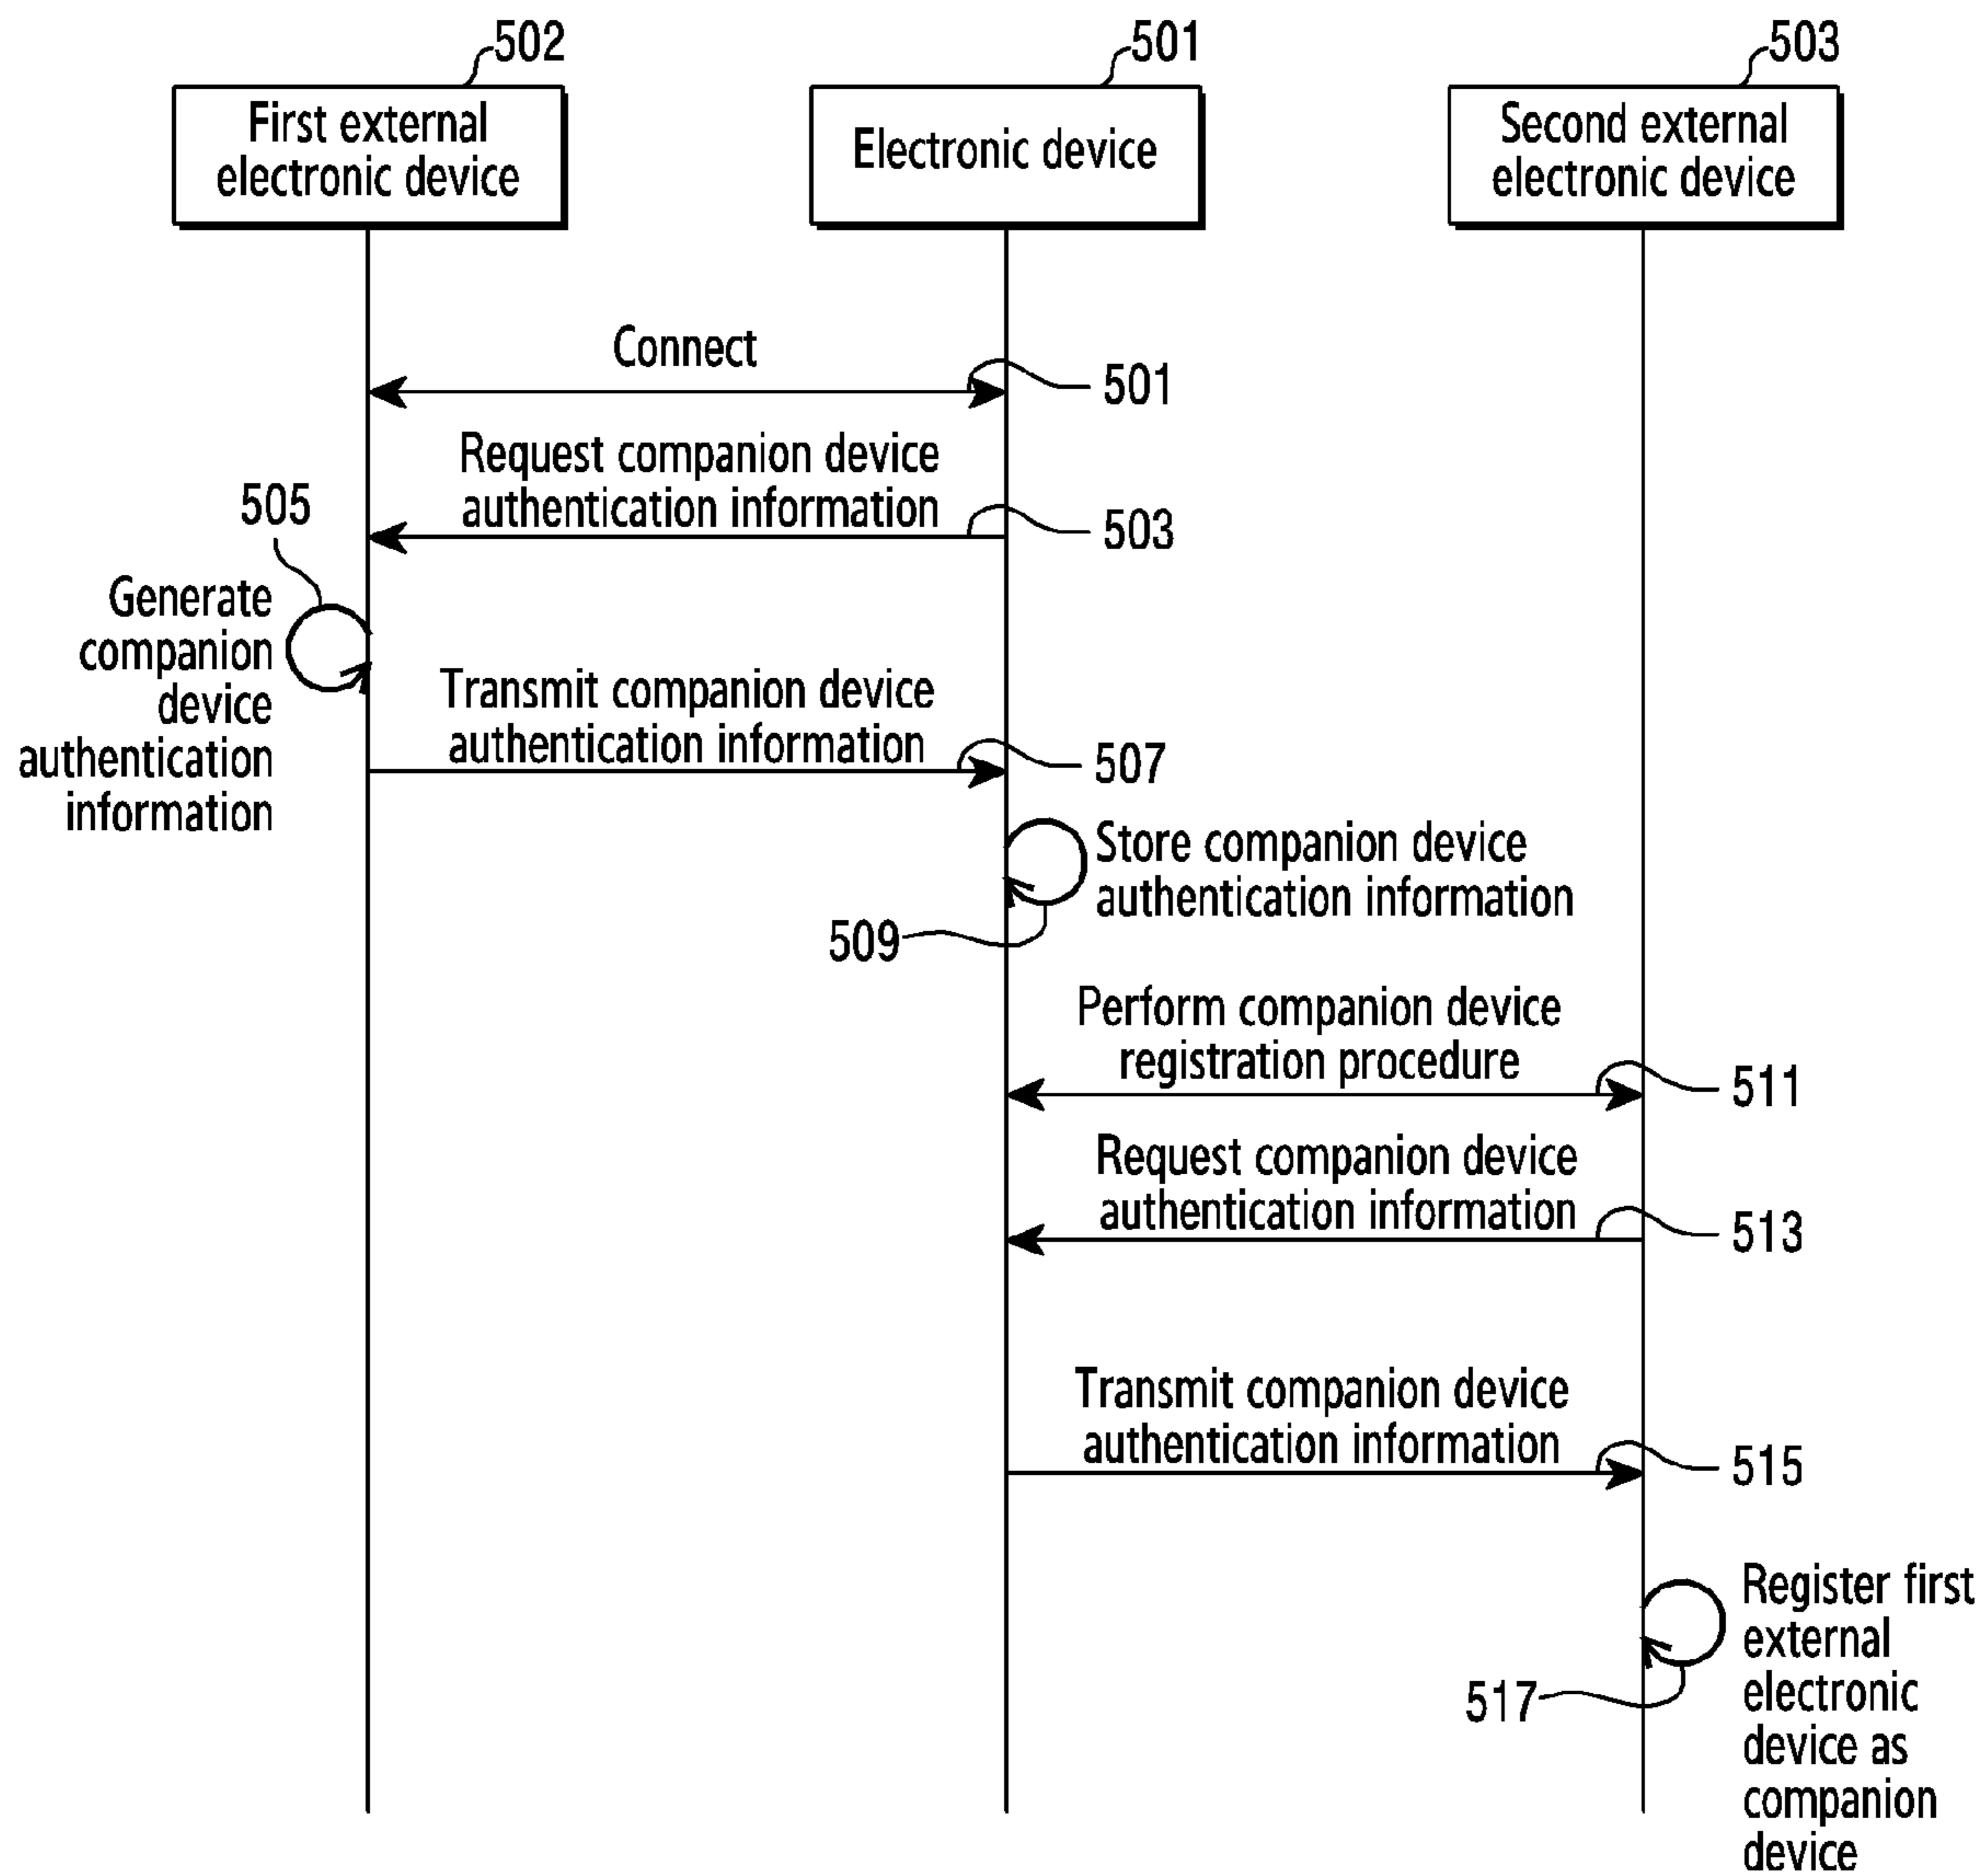 502
501
503
First external
electronic device
Electronic device
Second external
electronic device
Connect
501
Request companion device
authentication information
503
505
Generate
companion
device
authentication
information
Transmit companion device
authentication information
507
Store companion device
authentication information
509
Perform companion device
registration procedure
511
Request companion device
authentication information
513
Transmit companion device
authentication information
515
Register first
external
electronic
device as
companion
device
517